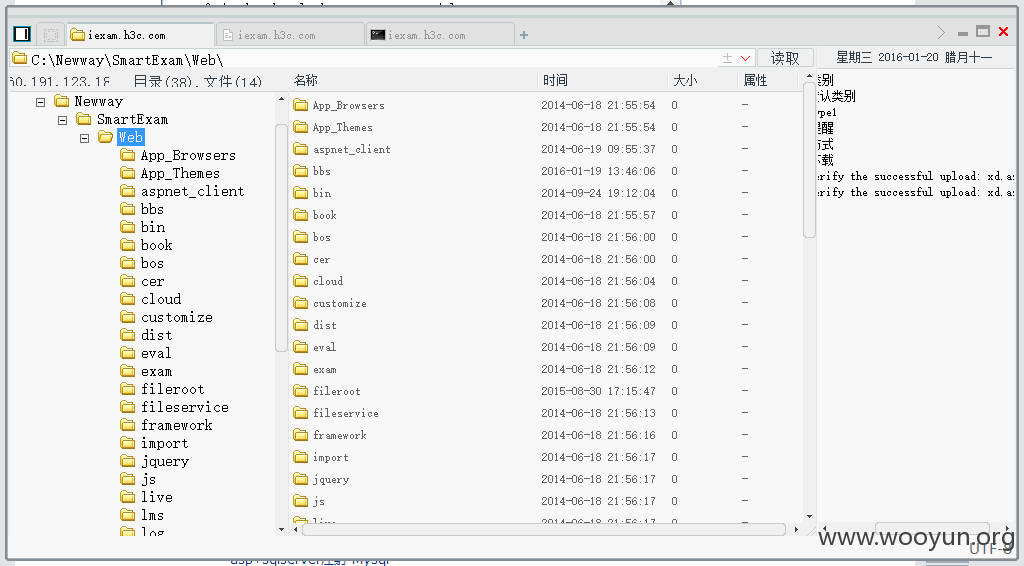 iexam.h3c.com
iexam.h3c.com
iexam.h3c.com
+
C:\Newway\SmartExam\Web\
读取
星期三 2016-01-20 腊月十一
60.191.123.18 目录(38),文件(14)
名称 时间 大小 属性
Newway
SmartExam
Web
App_Browsers
App_Themes
aspnet_client
bbs
bin
book
bos
cer
cloud
customize
dist
eval
exam
fileroot
fileservice
framework
import
jquery
js
live
lms
log
App_Browsers 2014-06-18 21:55:54 0 -
App_Themes 2014-06-18 21:55:54 0 -
aspnet_client 2014-06-19 09:55:37 0 -
bbs 2016-01-19 13:46:06 0 -
bin 2014-09-24 19:12:04 0 -
book 2014-06-18 21:55:57 0 -
bos 2014-06-18 21:56:00 0 -
cer 2014-06-18 21:56:00 0 -
cloud 2014-06-18 21:56:04 0 -
customize 2014-06-18 21:56:08 0 -
dist 2014-06-18 21:56:09 0 -
eval 2014-06-18 21:56:09 0 -
exam 2014-06-18 21:56:12 0 -
fileroot 2015-08-30 17:15:47 0 -
fileservice 2014-06-18 21:56:13 0 -
framework 2014-06-18 21:56:16 0 -
import 2014-06-18 21:56:17 0 -
jquery 2014-06-18 21:56:17 0 -
js 2014-06-18 21:56:17 0 -
live 2014-06-18 21:56:17 0 -
类别
默认类别
ype1
提醒
方式
下载
erify the successful upload: xd.as
erify the successful upload: xd.as
www.wooyun.org
UTF-8
asp+sqlserver注射 Mysql